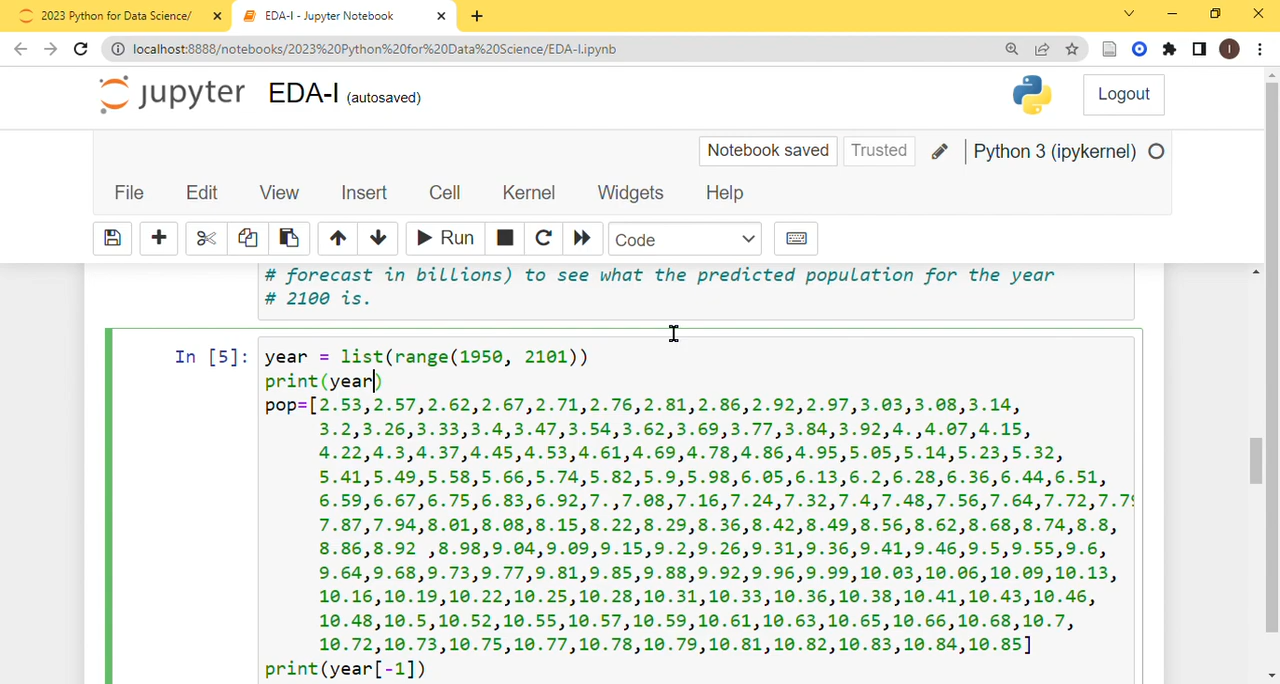 2023 Python for Data Science/
EDA-I - Jupyter Notebook
localhost:8888/notebooks/2023%20Python%20for%20Data%20Science/EDA-I.ipynb
I
jupyter EDA-I (autosaved)
Logout
Notebook saved Trusted Python 3 (ipykernel)
File Edit View Insert Cell Kernel Widgets Help
Run Code
# forecast in billions) to see what the predicted population for the year
# 2100 is.
In [5]: year = list(range(1950, 2101))
print(year)
pop=[2.53,2.57,2.62,2.67,2.71,2.76,2.81,2.86,2.92,2.97,3.03,3.08,3.14,
3.2,3.26,3.33,3.4,3.47,3.54,3.62,3.69,3.77,3.84,3.92,4.,4.07,4.15,
4.22,4.3,4.37,4.45,4.53,4.61,4.69,4.78,4.86,4.95,5.05,5.14,5.23,5.32,
5.41,5.49,5.58,5.66,5.74,5.82,5.9,5.98,6.05,6.13,6.2,6.28,6.36,6.44,6.51,
6.59,6.67,6.75,6.83,6.92,7.,7.08,7.16,7.24,7.32,7.4,7.48,7.56,7.64,7.72,7.79
7.87,7.94,8.01,8.08,8.15,8.22,8.29,8.36,8.42,8.49,8.56,8.62,8.68,8.74,8.8,
8.86,8.92 ,8.98,9.04,9.09,9.15,9.2,9.26,9.31,9.36,9.41,9.46,9.5,9.55,9.6,
9.64,9.68,9.73,9.77,9.81,9.85,9.88,9.92,9.96,9.99,10.03,10.06,10.09,10.13,
10.16,10.19,10.22,10.25,10.28,10.31,10.33,10.36,10.38,10.41,10.43,10.46,
10.48,10.5,10.52,10.55,10.57,10.59,10.61,10.63,10.65,10.66,10.68,10.7,
10.72,10.73,10.75,10.77,10.78,10.79,10.81,10.82,10.83,10.84,10.85]
print(year[-1])